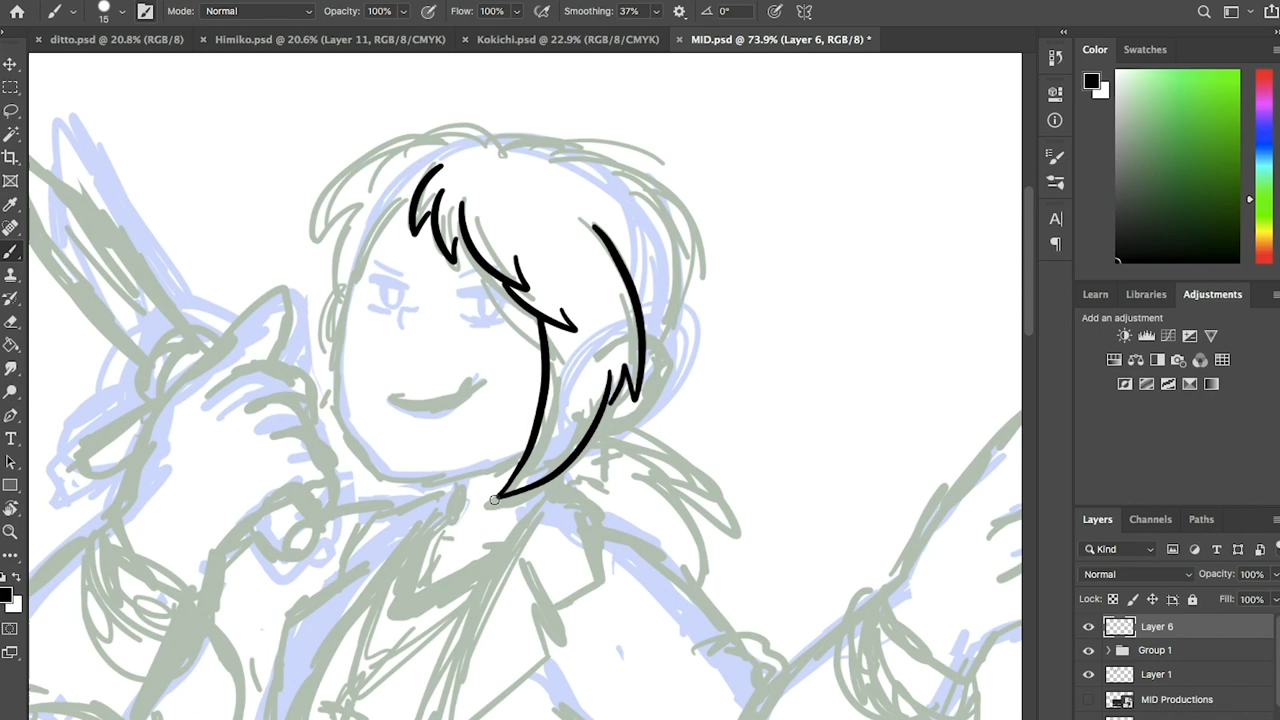 15 Mode: Normal Opacity: 100% Flow: 100% Smoothing: 37% 0°
× ditto.psd @ 20.8% (RGB/8) × Himiko.psd @ 20.6% (Layer 11, RGB/8/CMYK) × Kokichi.psd @ 22.9% (RGB/8/CMYK) × MID.psd @ 73.9% (Layer 6, RGB/8) *
Color Swatches
A
Learn Libraries Adjustments
Add an adjustment
T
Layers Channels Paths
Kind T
Normal Opacity: 100%
Lock: Fill: 100%
Layer 6
Group 1
Layer 1
MID Productions